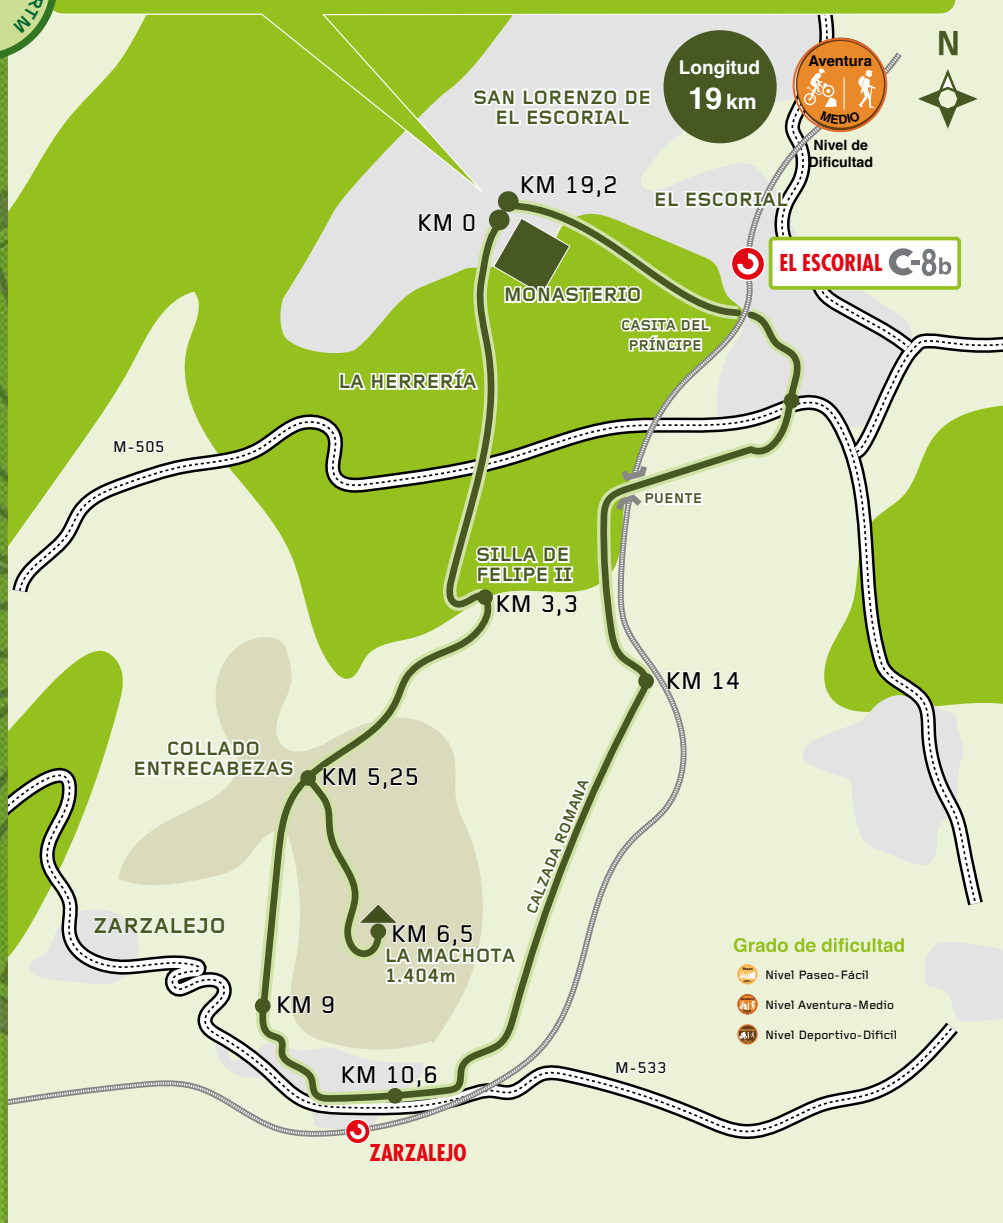 RTM
Longitud
19 km
Aventura
MEDIO
Nivel de
Dificultad
N
SAN LORENZO DE
EL ESCORIAL
KM 19,2
KM 0
EL ESCORIAL
EL ESCORIAL C-8b
MONASTERIO
CASITA DEL
PRÍNCIPE
LA HERRERÍA
M-505
PUENTE
SILLA DE
FELIPE II
KM 3,3
KM 14
COLLADO
ENTRECABEZAS
KM 5,25
CALZADA ROMANA
ZARZALEJO
KM 6,5
LA MACHOTA
1.404m
Grado de dificultad
Nivel Paseo-Fácil
Nivel Aventura-Medio
Nivel Deportivo-Dificil
KM 9
KM 10,6
M-533
ZARZALEJO